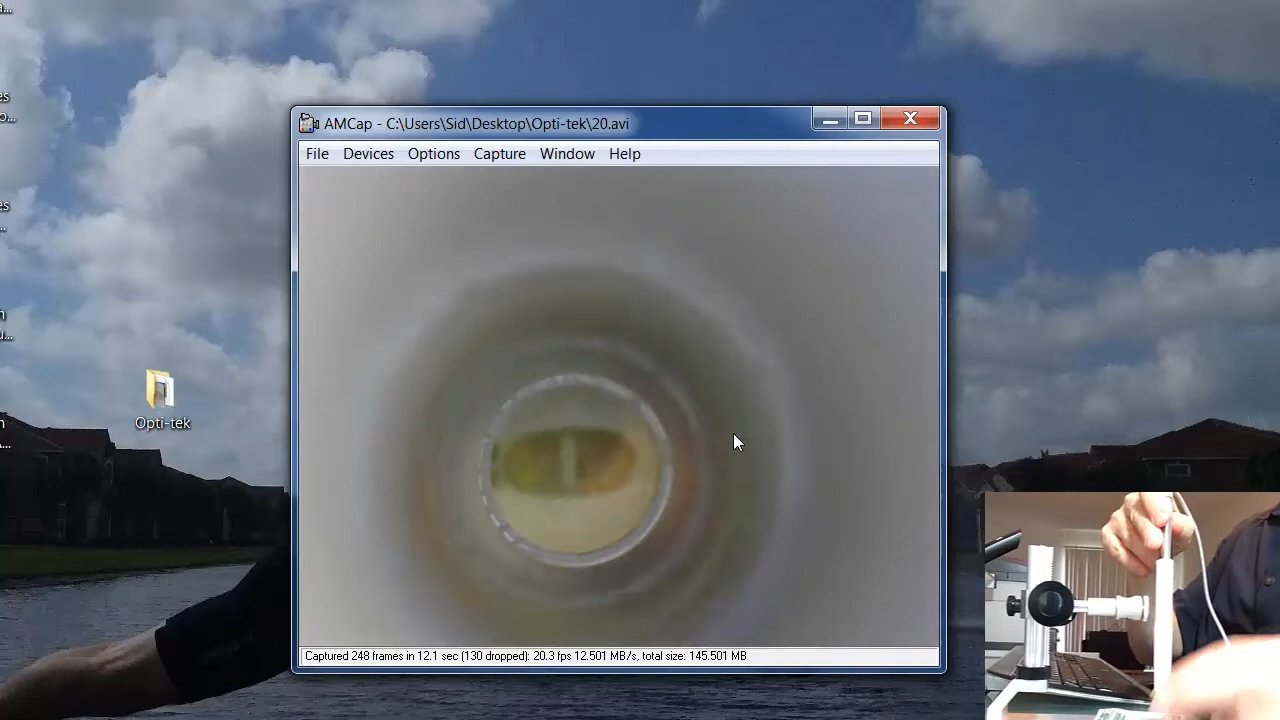 AMCap - C:\Users\Sid\Desktop\Opti-tek\20.avi
File Devices Options Capture Window Help
Opti-tek
Captured 248 frames in 12.1 sec (130 dropped): 20.3 fps 12.501 MB/s, total size: 145.501 MB